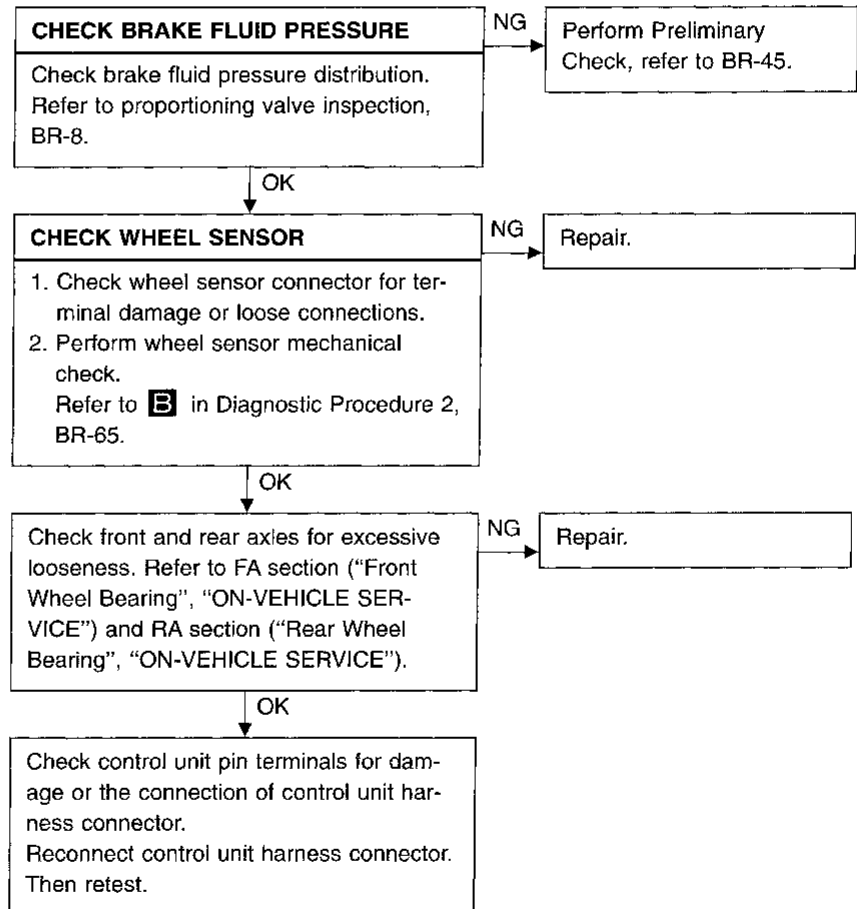 CHECK BRAKE FLUID PRESSURE
Check brake fluid pressure distribution.
Refer to proportioning valve inspection,
BR-8.
NG
Perform Preliminary
Check, refer to BR-45.
OK
CHECK WHEEL SENSOR
1. Check wheel sensor connector for ter-
minal damage or loose connections.
2. Perform wheel sensor mechanical
check.
Refer to B in Diagnostic Procedure 2,
BR-65.
NG
Repair.
OK
Check front and rear axles for excessive
looseness. Refer to FA section (“Front
Wheel Bearing”, “ON-VEHICLE SER-
VICE”) and RA section (“Rear Wheel
Bearing”, “ON-VEHICLE SERVICE”).
NG
Repair.
OK
Check control unit pin terminals for dam-
age or the connection of control unit har-
ness connector.
Reconnect control unit harness connector.
Then retest.